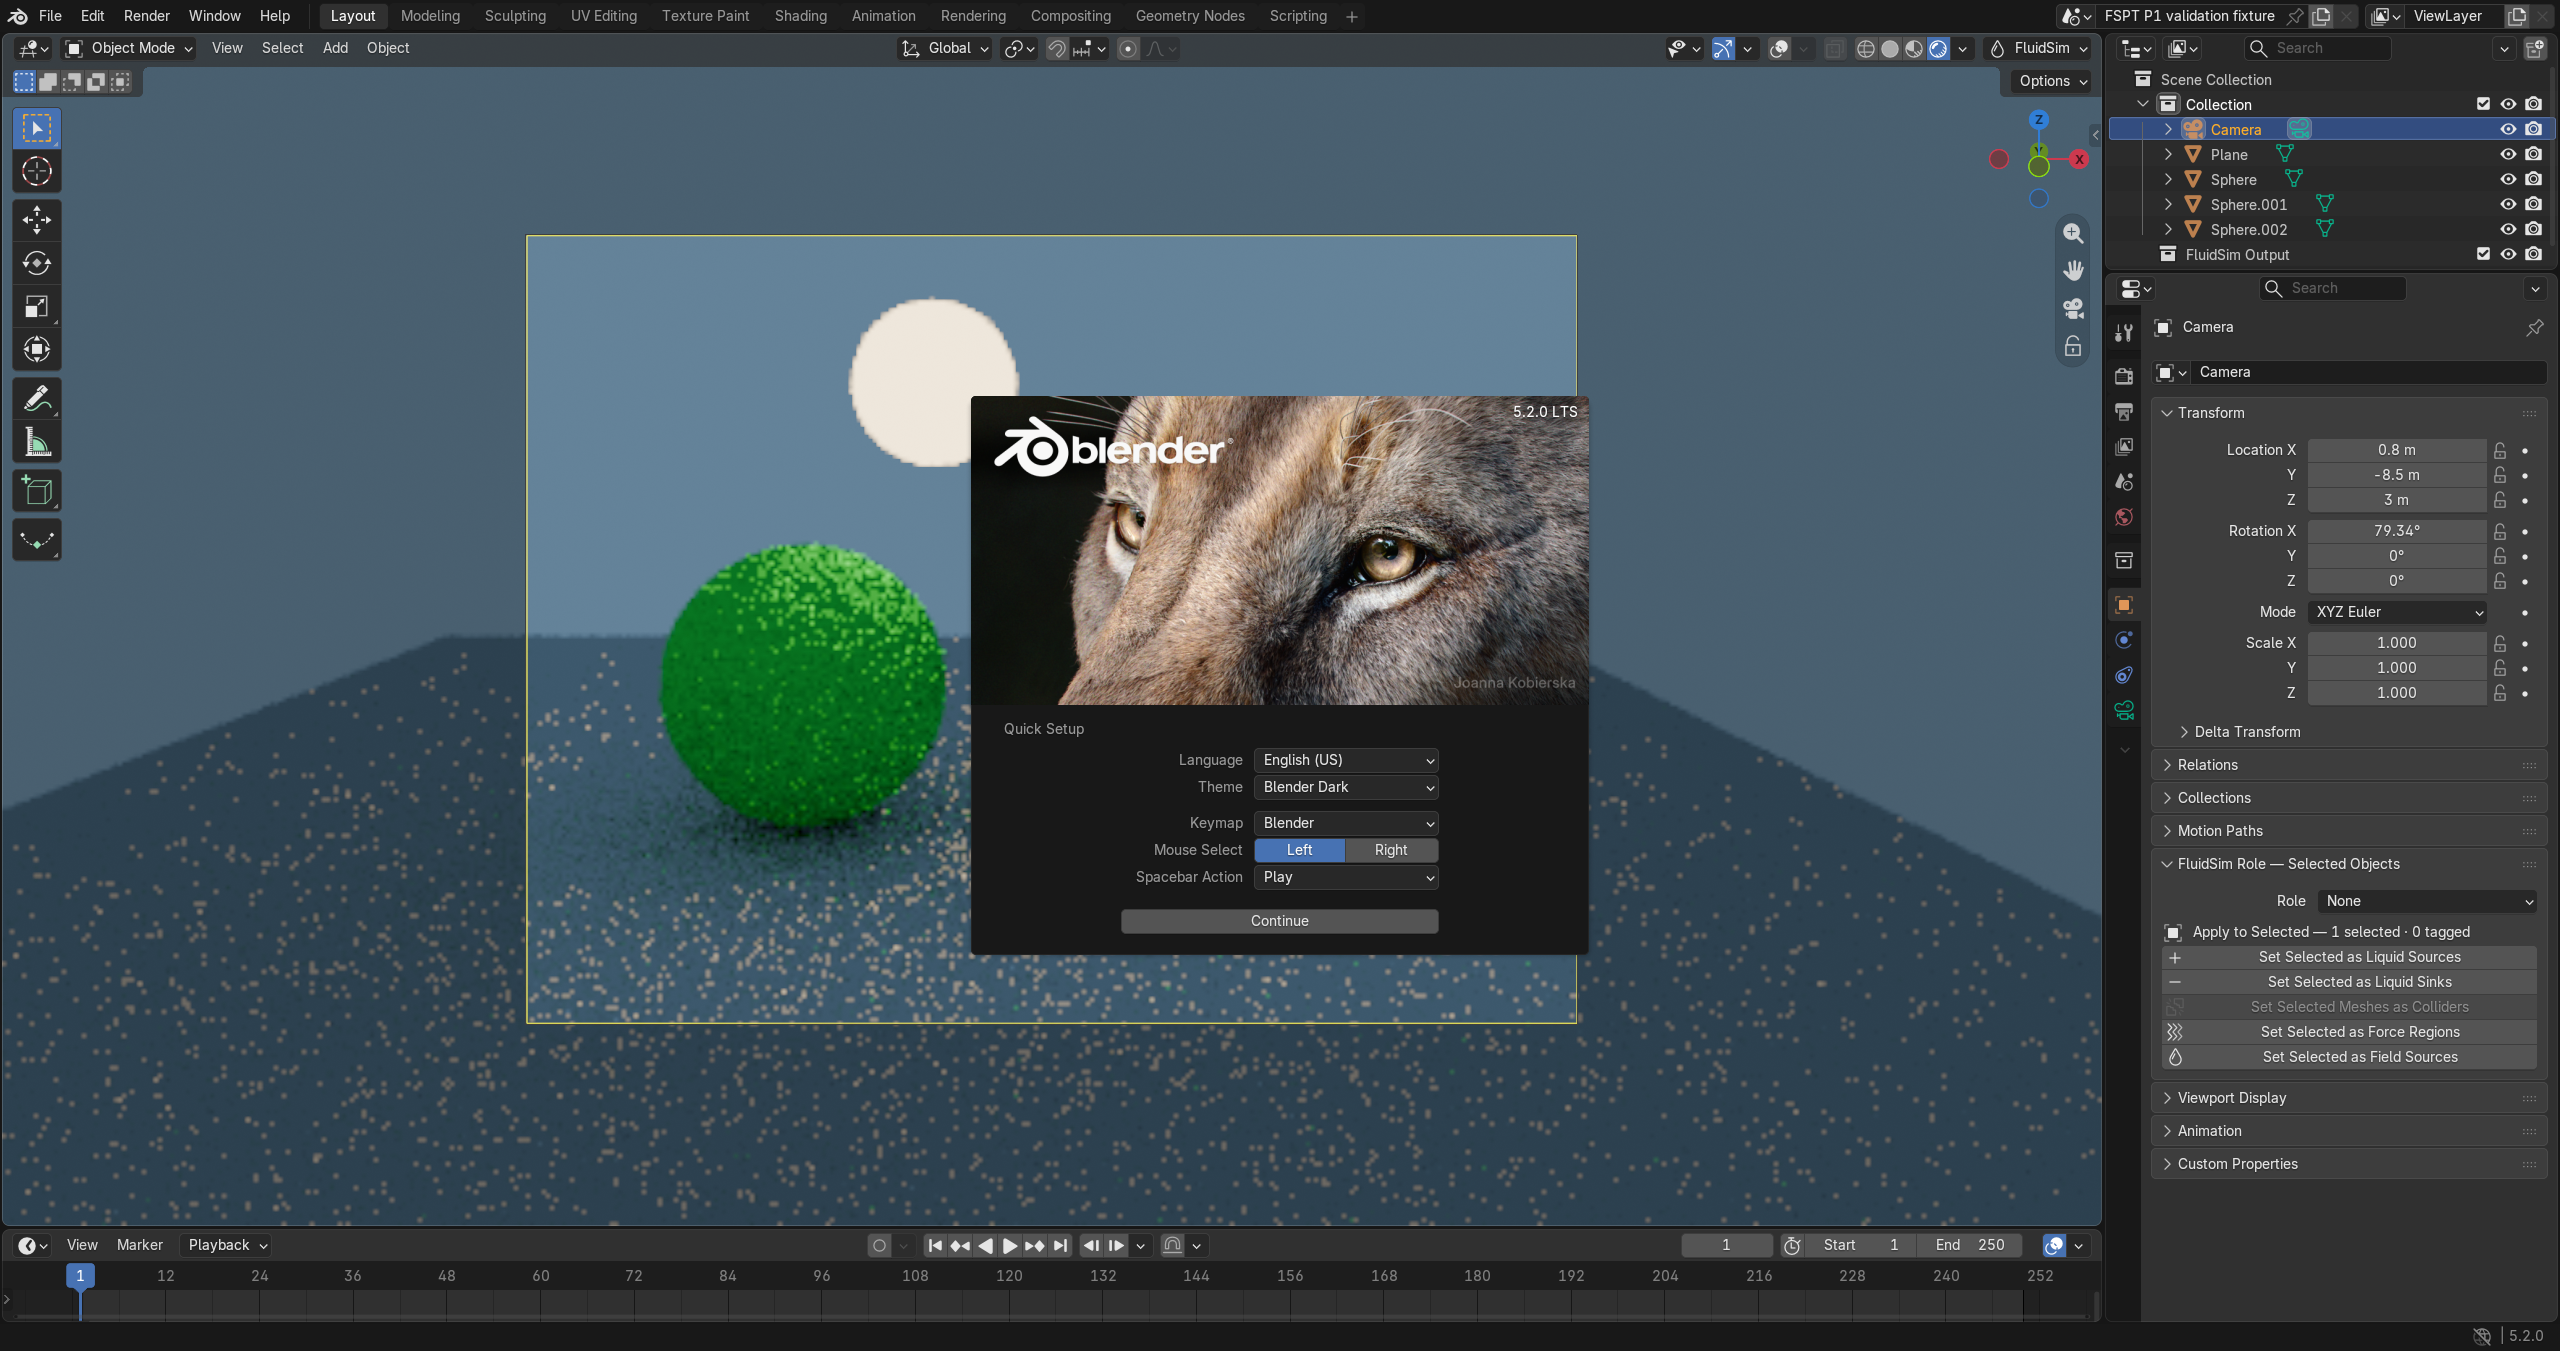 File Edit Render Window Help Layout Modeling Sculpting UV Editing Texture Paint Shading Animation Rendering Compositing Geometry Nodes Scripting FSPT P1 validation fixture ViewLayer
Object Mode View Select Add Object Global FluidSim
Options
Z
X
Search
Scene Collection
Collection
Camera
Plane
Sphere
Sphere.001
Sphere.002
FluidSim Output
Search
Camera
Camera
Transform
Location X 0.8 m
Y -8.5 m
Z 3 m
Rotation X 79.34°
Y 0°
Z 0°
Mode XYZ Euler
Scale X 1.000
Y 1.000
Z 1.000
Delta Transform
Relations
Collections
Motion Paths
FluidSim Role — Selected Objects
Role None
Apply to Selected — 1 selected · 0 tagged
Set Selected as Liquid Sources
Set Selected as Liquid Sinks
Set Selected Meshes as Colliders
Set Selected as Force Regions
Set Selected as Field Sources
Viewport Display
Animation
Custom Properties
5.2.0 LTS
blender®
Joanna Kobierska
Quick Setup
Language English (US)
Theme Blender Dark
Keymap Blender
Mouse Select Left Right
Spacebar Action Play
Continue
View Marker Playback 1 Start 1 End 250
1 12 24 36 48 60 72 84 96 108 120 132 144 156 168 180 192 204 216 228 240 252
5.2.0